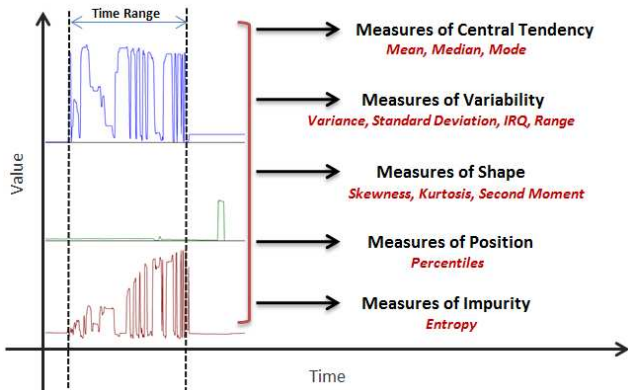 Time Range
Measures of Central Tendency
Mean, Median, Mode
Measures of Variability
Variance, Standard Deviation, IRQ, Range
Measures of Shape
Skewness, Kurtosis, Second Moment
Measures of Position
Percentiles
Measures of Impurity
Entropy
Value
Time